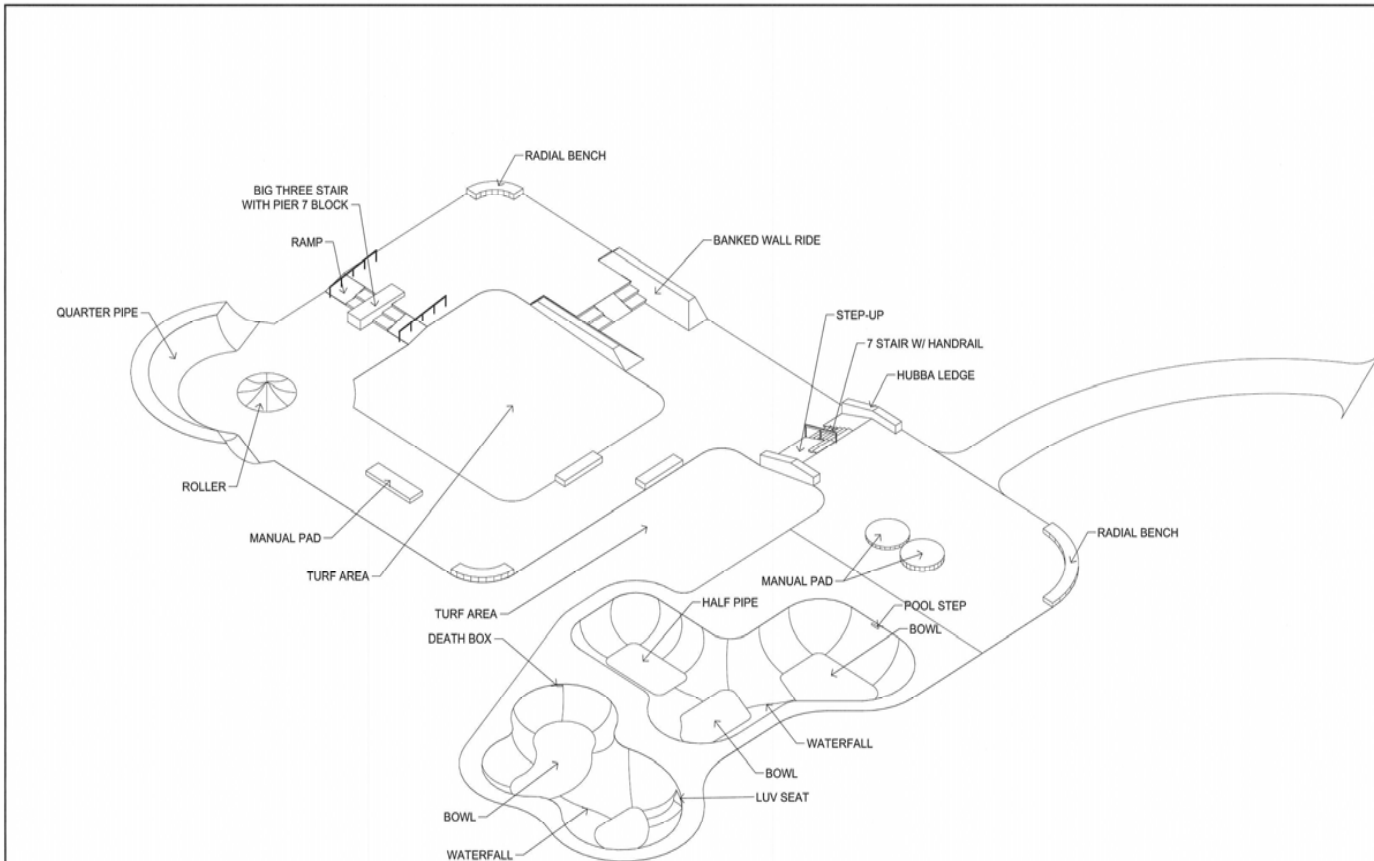 RADIAL BENCH
BIG THREE STAIR
WITH PIER 7 BLOCK
RAMP
BANKED WALL RIDE
QUARTER PIPE
STEP-UP
7 STAIR W/ HANDRAIL
HUBBA LEDGE
ROLLER
MANUAL PAD
RADIAL BENCH
TURF AREA
MANUAL PAD
TURF AREA
HALF PIPE
POOL STEP
BOWL
DEATH BOX
WATERFALL
BOWL
LUV SEAT
BOWL
WATERFALL